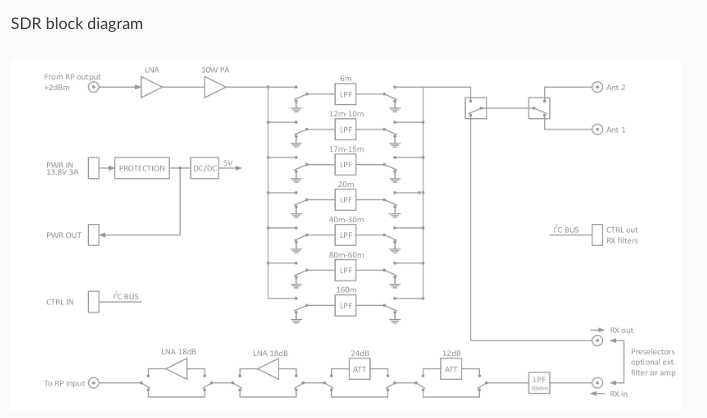 SDR block diagram
From RP output
+2dBm
LNA
10W PA
6m
LPF
12m-10m
LPF
17m-15m
LPF
20m
LPF
40m-30m
LPF
80m-60m
LPF
160m
LPF
Ant 2
Ant 1
PWR IN
13.8V 3A
PROTECTION
DC/DC
5V
PWR OUT
CTRL IN
I²C BUS
I²C BUS
CTRL out
RX filters
RX out
Preselectors
optional ext.
filter or amp
RX in
To RP input
LNA 18dB
LNA 18dB
24dB
ATT
12dB
ATT
LPF
50MHz